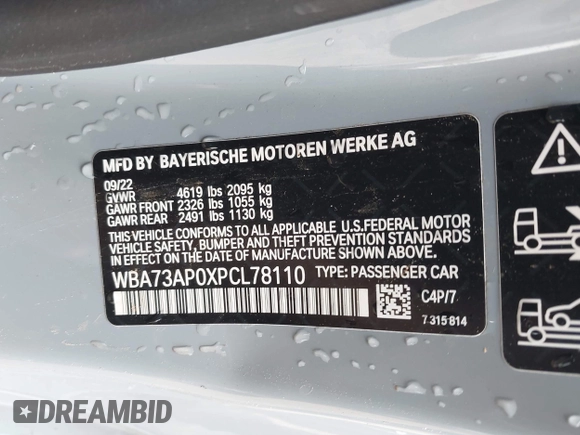 MFD BY BAYERISCHE MOTOREN WERKE AG
09/22
GVWR 4619 lbs 2095 kg
GAWR FRONT 2326 lbs 1055 kg
GAWR REAR 2491 lbs 1130 kg
THIS VEHICLE CONFORMS TO ALL APPLICABLE U.S.FEDERAL MOTOR
VEHICLE SAFETY, BUMPER AND THEFT PREVENTION STANDARDS
IN EFFECT ON THE DATE OF MANUFACTURE SHOWN ABOVE.
WBA73AP0XPCL78110 TYPE: PASSENGER CAR
C4P/7
7 315 814
DREAMBID